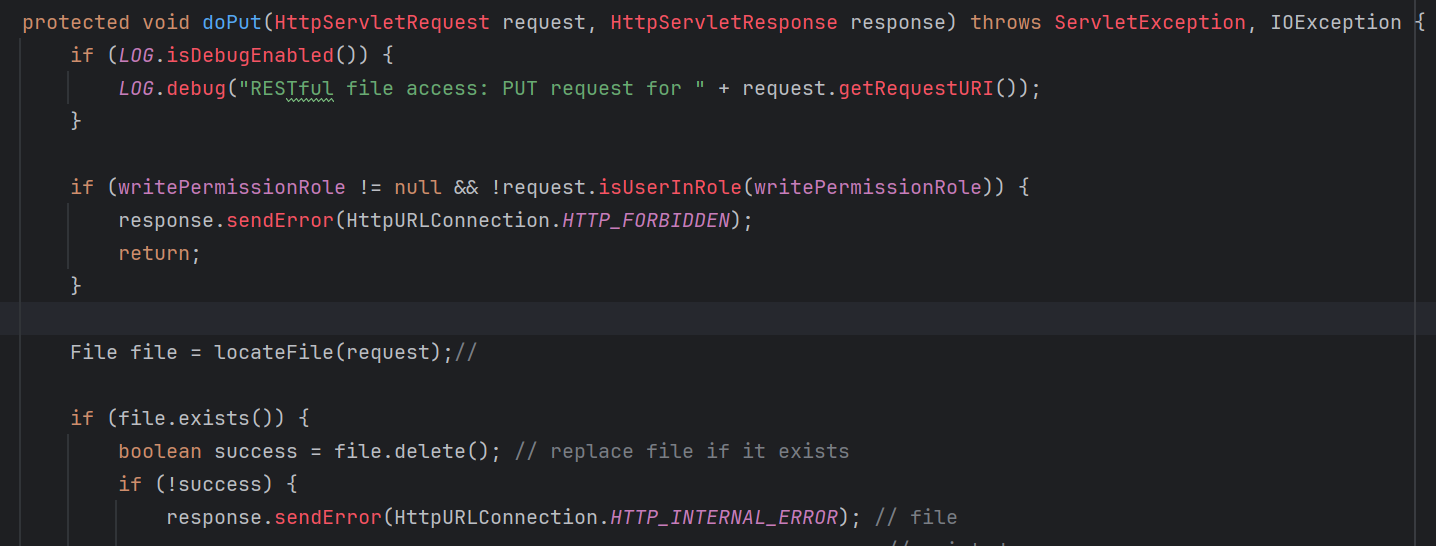 protected void doPut(HttpServletRequest request, HttpServletResponse response) throws ServletException, IOException {
if (LOG.isDebugEnabled()) {
LOG.debug("RESTful file access: PUT request for " + request.getRequestURI());
}
if (writePermissionRole != null && !request.isUserInRole(writePermissionRole)) {
response.sendError(HttpURLConnection.HTTP_FORBIDDEN);
return;
}
File file = locateFile(request);//
if (file.exists()) {
boolean success = file.delete(); // replace file if it exists
if (!success) {
response.sendError(HttpURLConnection.HTTP_INTERNAL_ERROR); // file